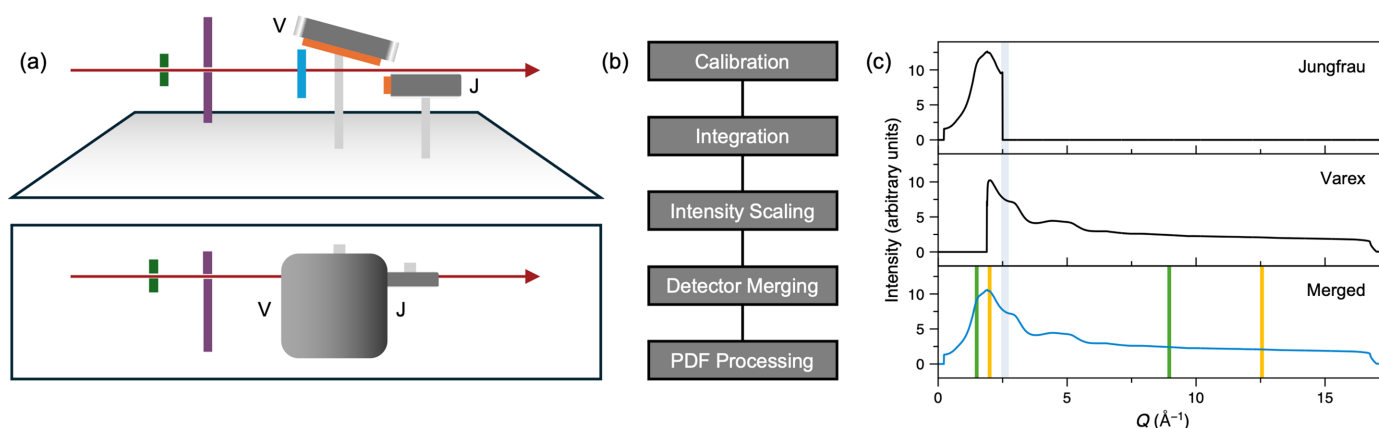 (a)
V
J
V
J
(b)
Calibration
Integration
Intensity Scaling
Detector Merging
PDF Processing
(c)
Intensity (arbitrary units)
10
5
0
Jungfrau
10
5
0
Varex
10
5
0
Merged
0 5 10 15
Q (Å⁻¹)